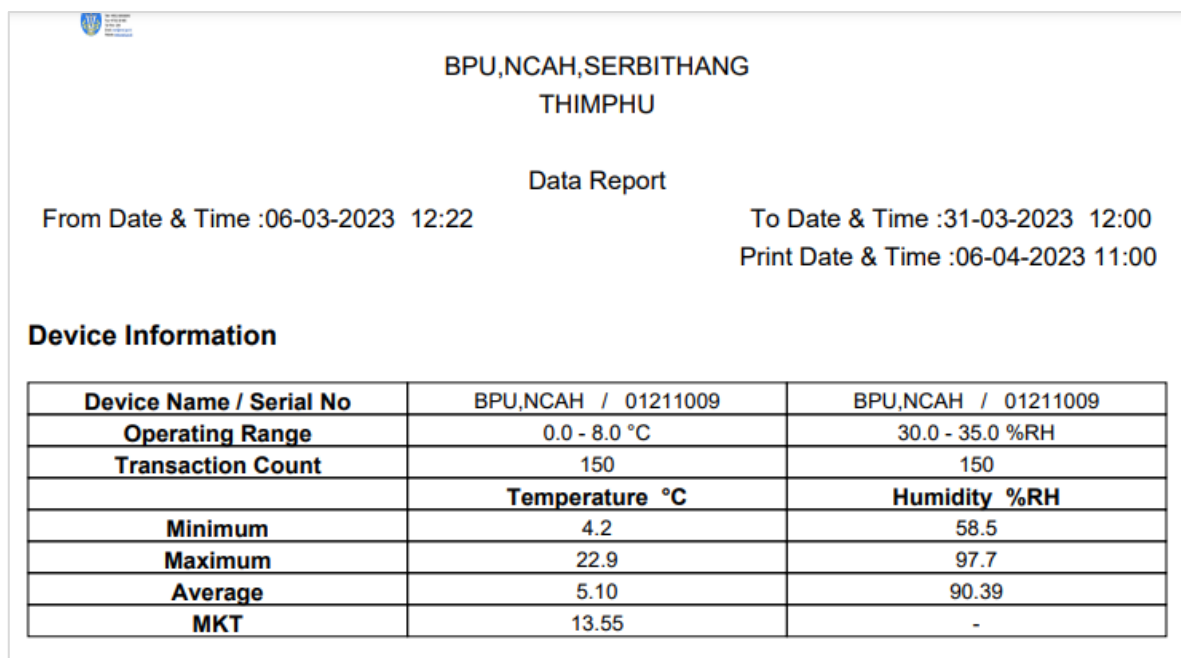 BPU,NCAH,SERBITHANG
THIMPHU
Data Report
From Date & Time :06-03-2023 12:22 To Date & Time :31-03-2023 12:00
Print Date & Time :06-04-2023 11:00
Device Information
Device Name / Serial No BPU,NCAH / 01211009 BPU,NCAH / 01211009
Operating Range 0.0 - 8.0 °C 30.0 - 35.0 %RH
Transaction Count 150 150
Temperature °C Humidity %RH
Minimum 4.2 58.5
Maximum 22.9 97.7
Average 5.10 90.39
MKT 13.55 -